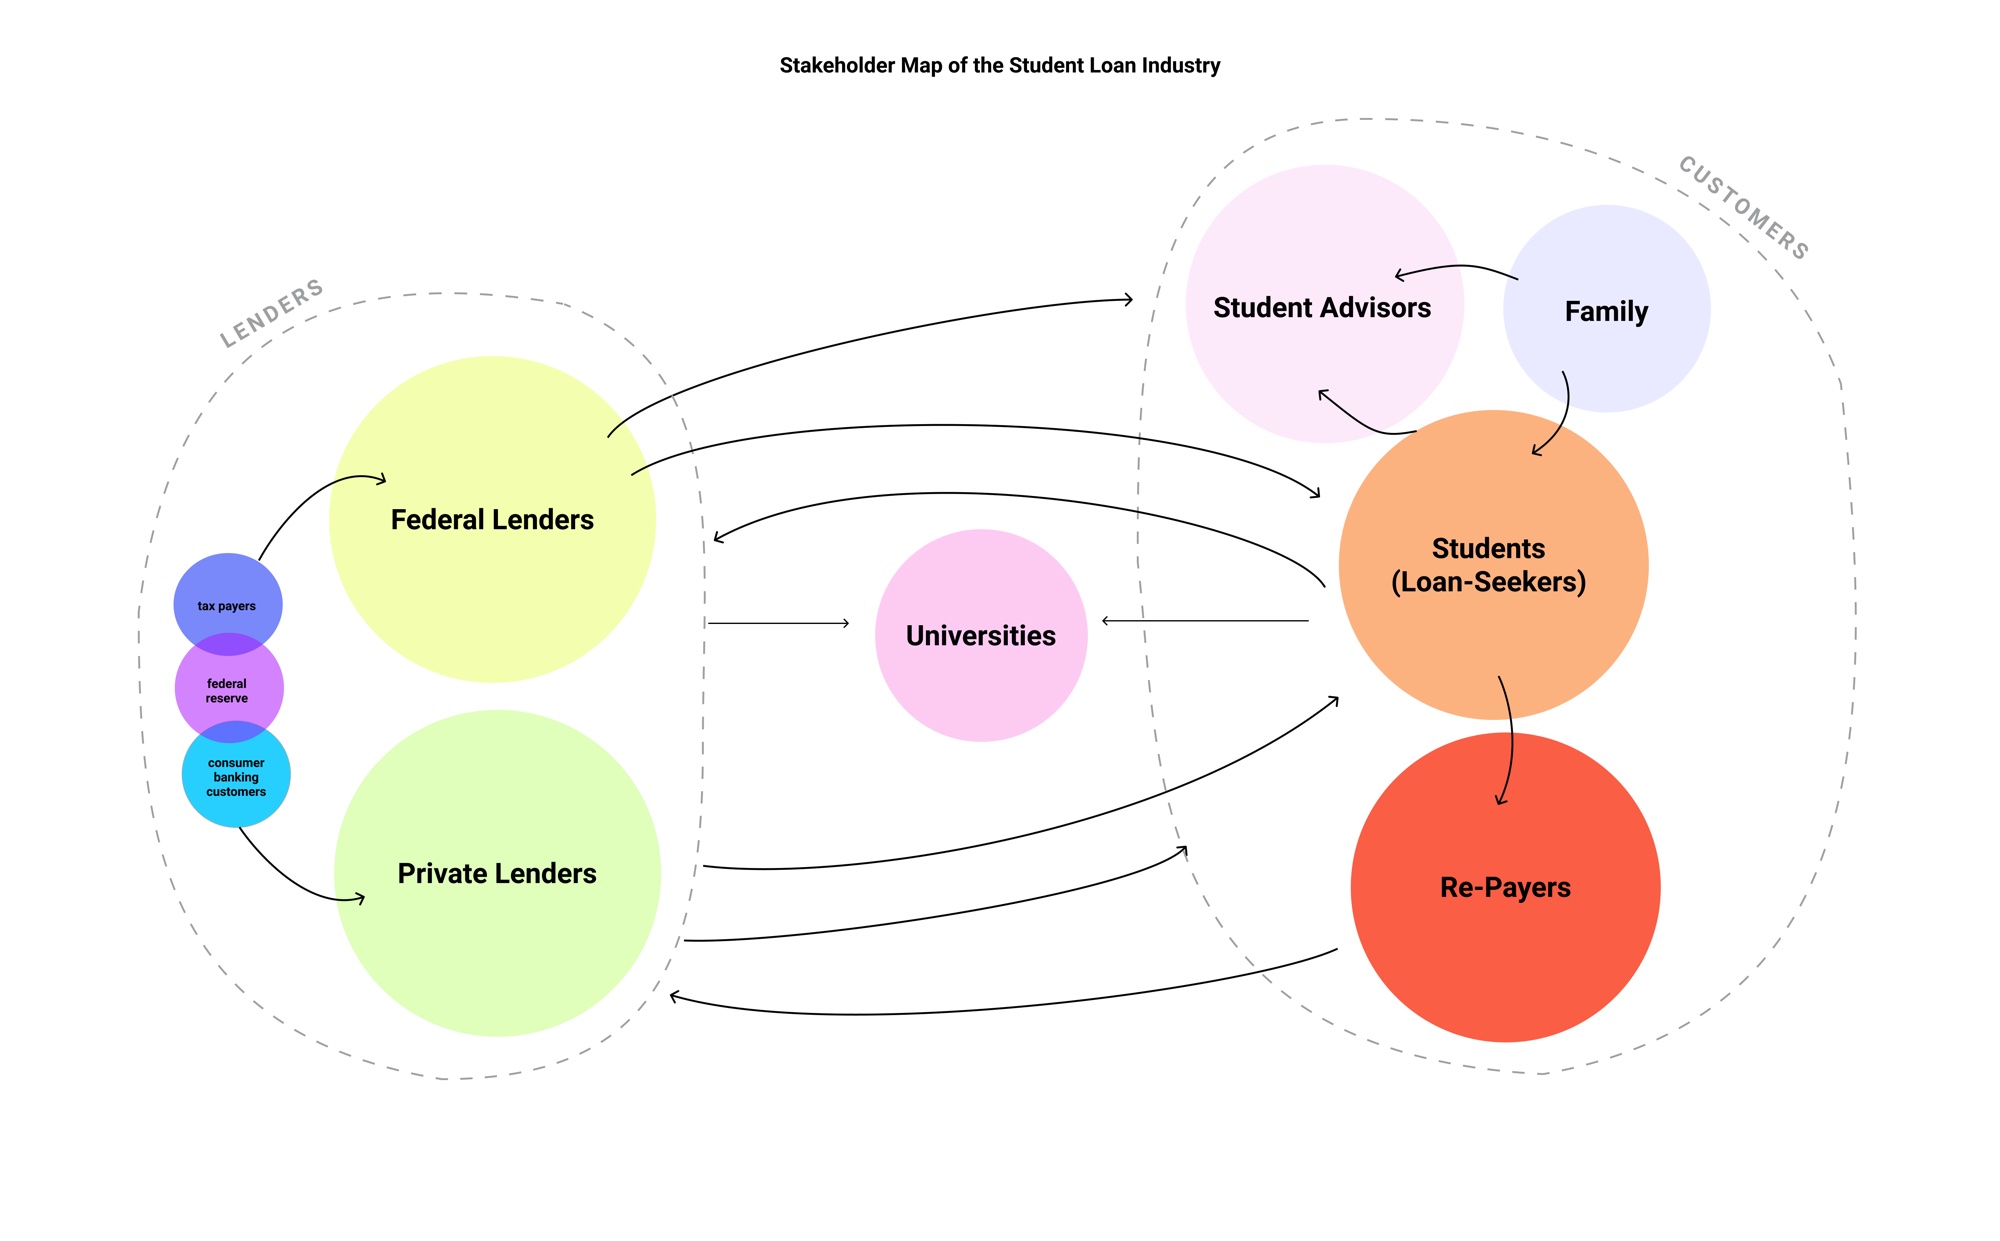 Stakeholder Map of the Student Loan Industry
LENDERS
CUSTOMERS
Federal Lenders
tax payers
federal
reserve
consumer
banking
customers
Private Lenders
Universities
Student Advisors
Family
Students
(Loan-Seekers)
Re-Payers